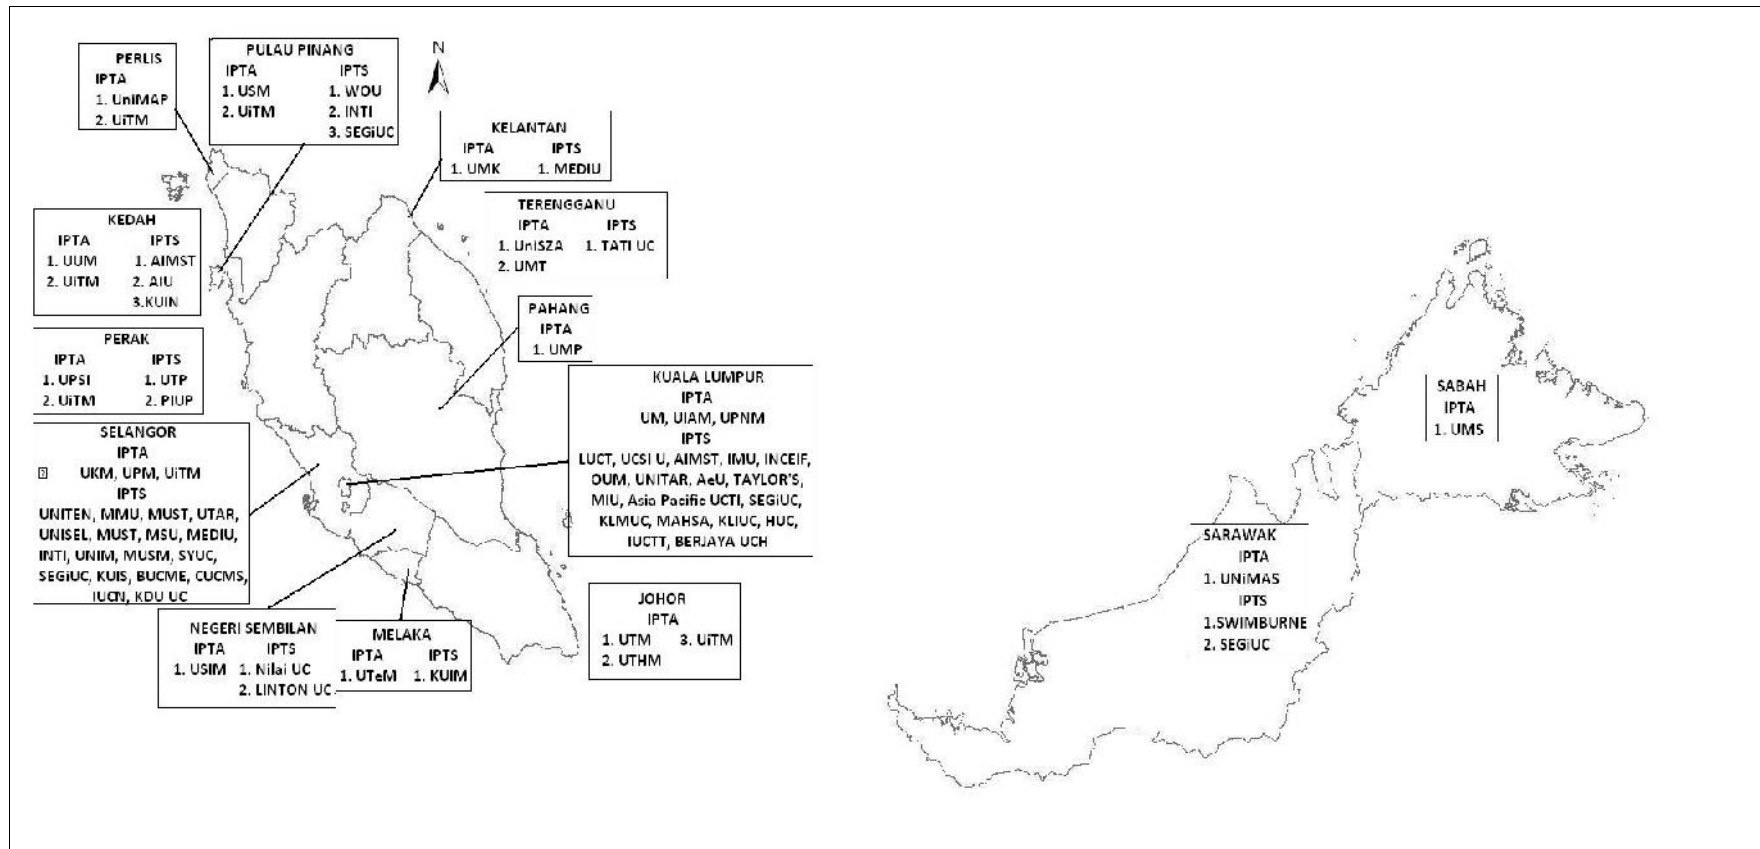 N
PERLIS
IPTA
1. UniMAP
2. UiTM
PULAU PINANG
IPTA IPTS
1. USM 1. WOU
2. UiTM 2. INTI
3. SEGiUC
KELANTAN
IPTA IPTS
1. UMK 1. MEDIU
TERENGGANU
IPTA IPTS
1. UniSZA 1. TATI UC
2. UMT
KEDAH
IPTA IPTS
1. UUM 1. AIMST
2. UiTM 2. AIU
3.KUIN
PAHANG
IPTA
1. UMP
PERAK
IPTA IPTS
1. UPSI 1. UTP
2. UiTM 2. PIUP
KUALA LUMPUR
IPTA
UM, UIAM, UPNM
IPTS
LUCT, UCSI U, AIMST, IMU, INCEIF,
OUM, UNITAR, AeU, TAYLOR'S,
MIU, Asia Pacific UCTI, SEGiUC,
KLMUC, MAHSA, KLIUC, HUC,
IUCTT, BERJAYA UCH
SELANGOR
IPTA
UKM, UPM, UiTM
IPTS
UNITEN, MMU, MUST, UTAR,
UNISEL, MUST, MSU, MEDIU,
INTI, UNIM, MUSM, SYUC,
SEGiUC, KUIS, BUCME, CUCMS,
IUCN, KDU UC
NEGERI SEMBILAN
IPTA IPTS
1. USIM 1. Nilai UC
2. LINTON UC
MELAKA
IPTA IPTS
1. UTeM 1. KUIM
JOHOR
IPTA
1. UTM 3. UiTM
2. UTHM
SABAH
IPTA
1. UMS
SARAWAK
IPTA
1. UNiMAS
IPTS
1.SWIMBURNE
2. SEGiUC